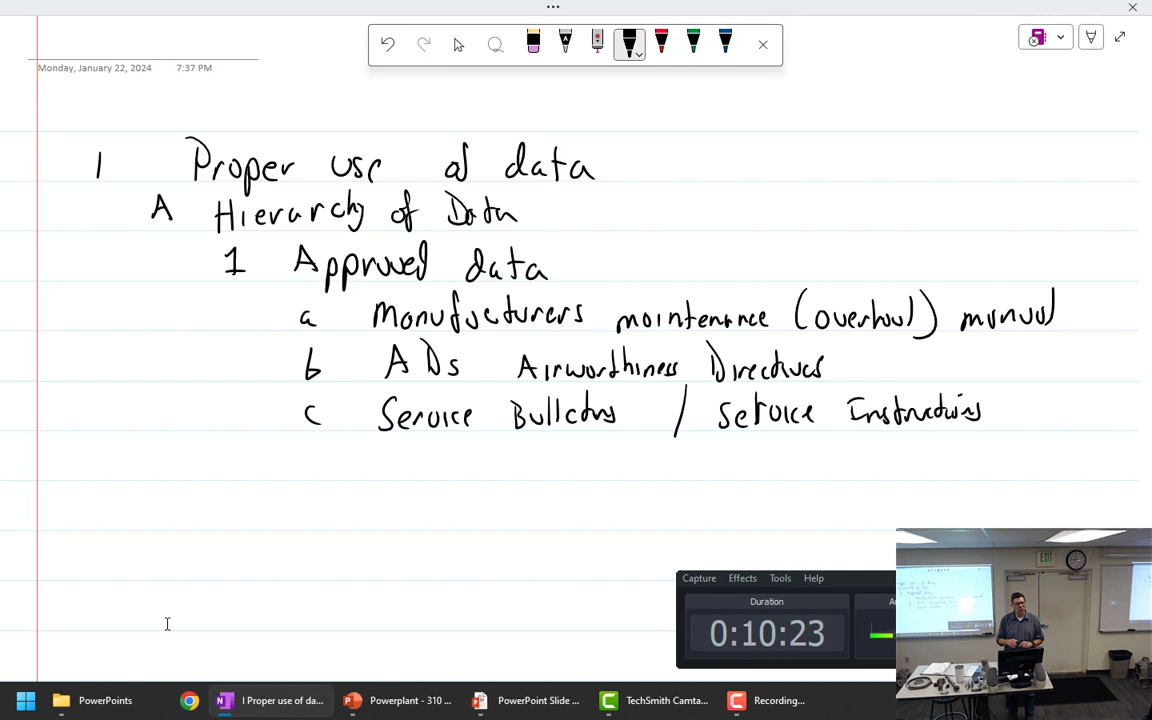 Monday, January 22, 2024 7:37 PM
I Proper use of data
A Hierarchy of Data
1 Approved data
a Manufacturers maintenance (overhaul) manual
b ADs Airworthiness Directives
c Service Bulletins / Service Instructions
Capture Effects Tools Help
Duration
0:10:23
EXIT
PowerPoints
I Proper use of da...
Powerplant - 310 ...
PowerPoint Slide ...
TechSmith Camta...
Recording...